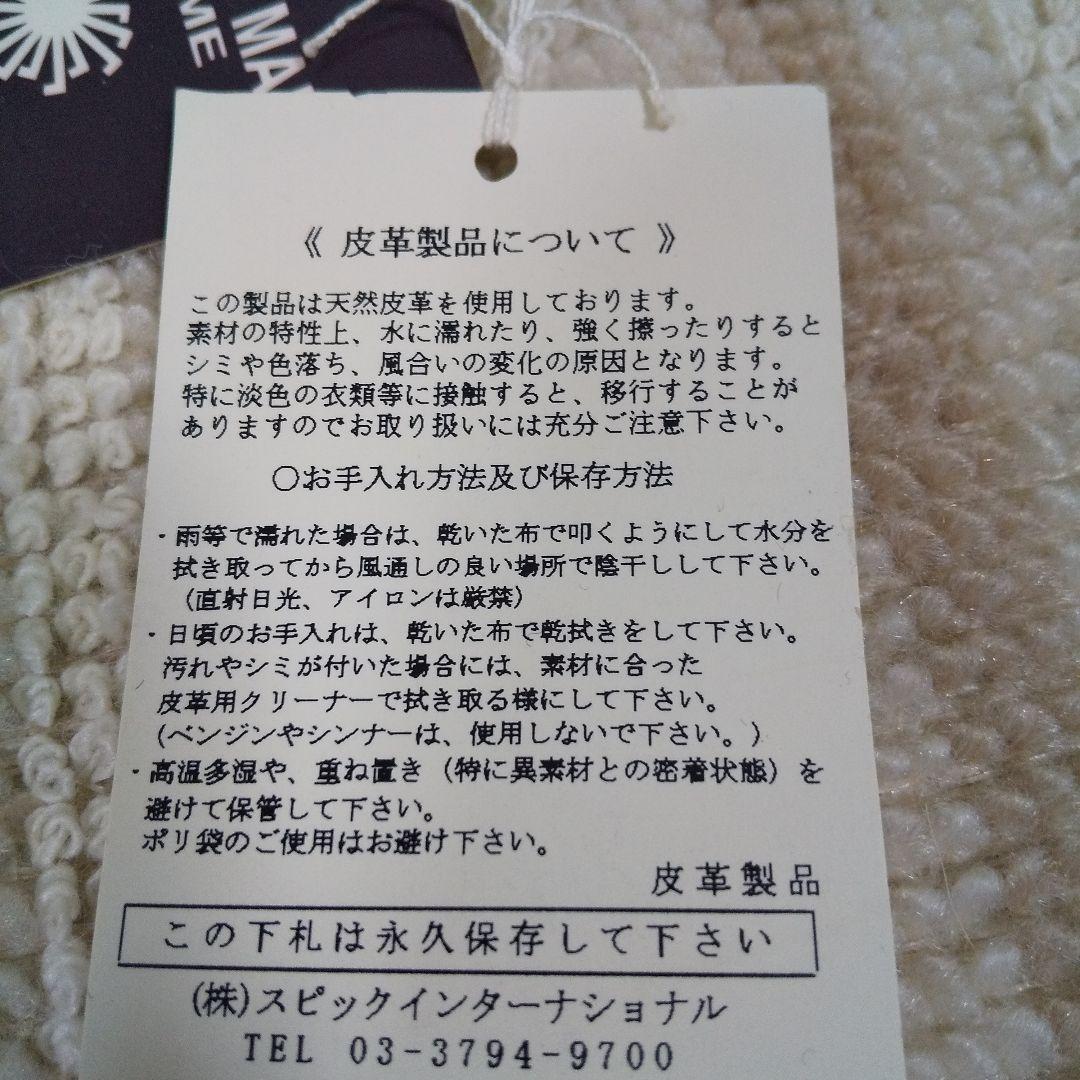 MA
ME
《 皮革製品について 》
この製品は天然皮革を使用しております。
素材の特性上、水に濡れたり、強く擦ったりすると
シミや色落ち、風合いの変化の原因となります。
特に淡色の衣類等に接触すると、移行することが
ありますのでお取り扱いには充分ご注意下さい。
○お手入れ方法及び保存方法
・雨等で濡れた場合は、乾いた布で叩くようにして水分を
拭き取ってから風通しの良い場所で陰干しして下さい。
(直射日光、アイロンは厳禁)
・日頃のお手入れは、乾いた布で乾拭きをして下さい。
汚れやシミが付いた場合には、素材に合った
皮革用クリーナーで拭き取る様にして下さい。
(ベンジンやシンナーは、使用しないで下さい。)
・高温多湿や、重ね置き（特に異素材との密着状態）を
避けて保管して下さい。
ポリ袋のご使用はお避け下さい。
皮革製品
この下札は永久保存して下さい
(株)スピックインターナショナル
TEL 03-3794-9700